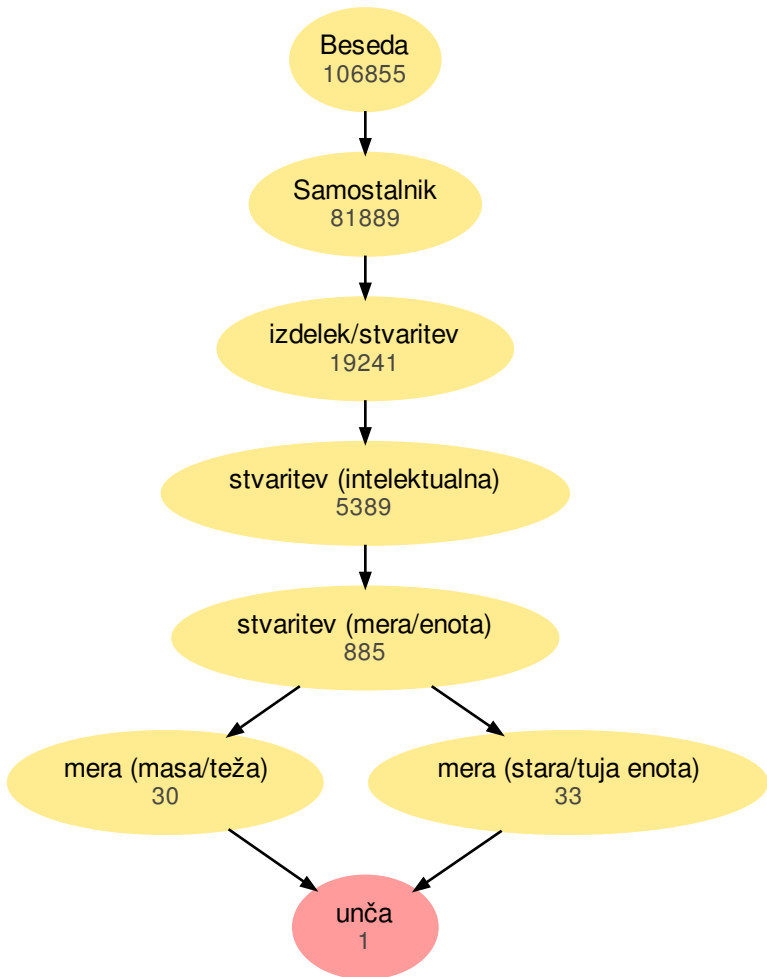 Beseda
106855
Samostalnik
81889
izdelek/stvaritev
19241
stvaritev (intelektualna)
5389
stvaritev (mera/enota)
885
mera (masa/teža)
30
mera (stara/tuja enota)
33
unča
1